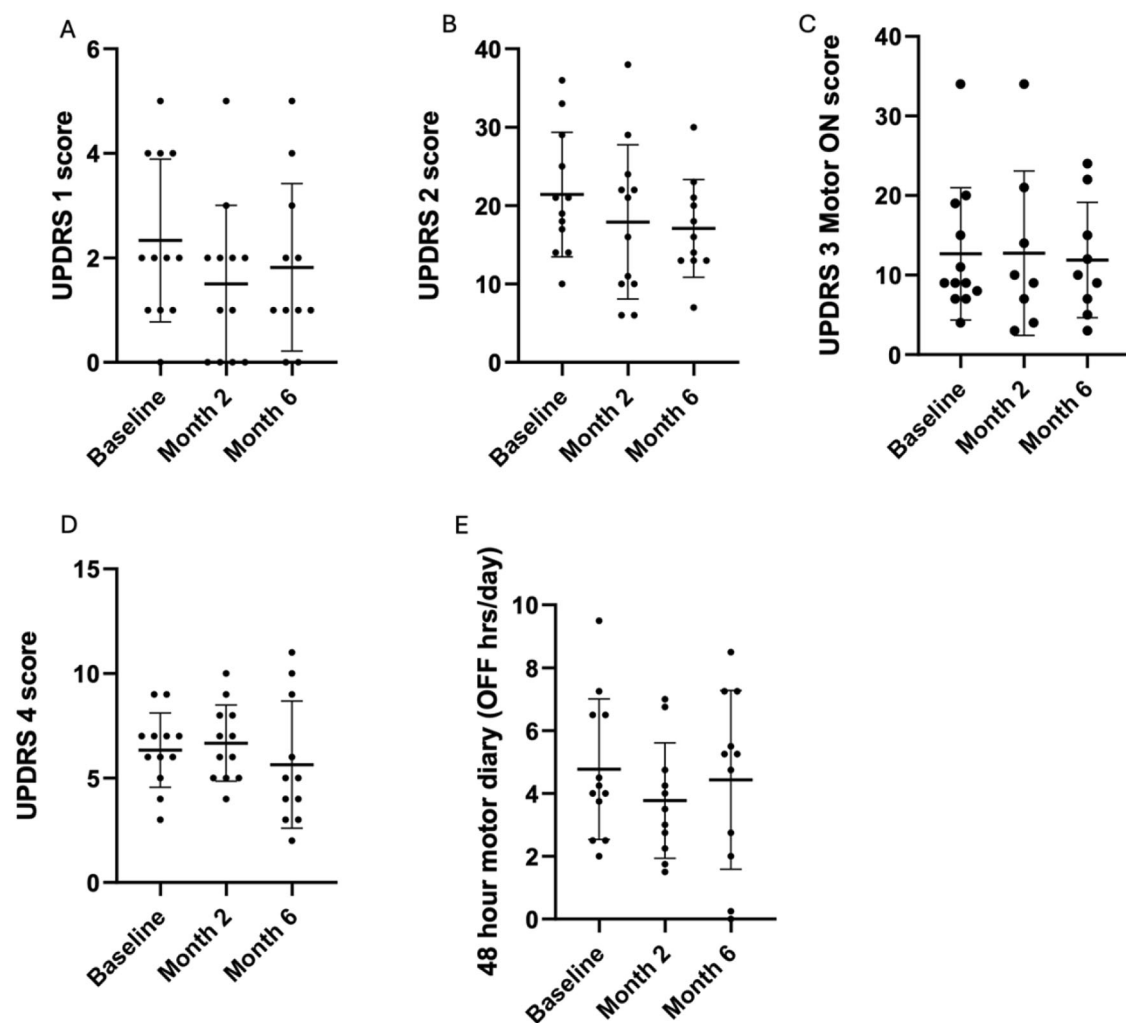 A
UPDRS 1 score
6
4
2
0
Baseline
Month 2
Month 6
B
UPDRS 2 score
40
30
20
10
0
Baseline
Month 2
Month 6
C
UPDRS 3 Motor ON score
40
30
20
10
0
Baseline
Month 2
Month 6
D
UPDRS 4 score
15
10
5
0
Baseline
Month 2
Month 6
E
48 hour motor diary (OFF hrs/day)
10
8
6
4
2
0
Baseline
Month 2
Month 6